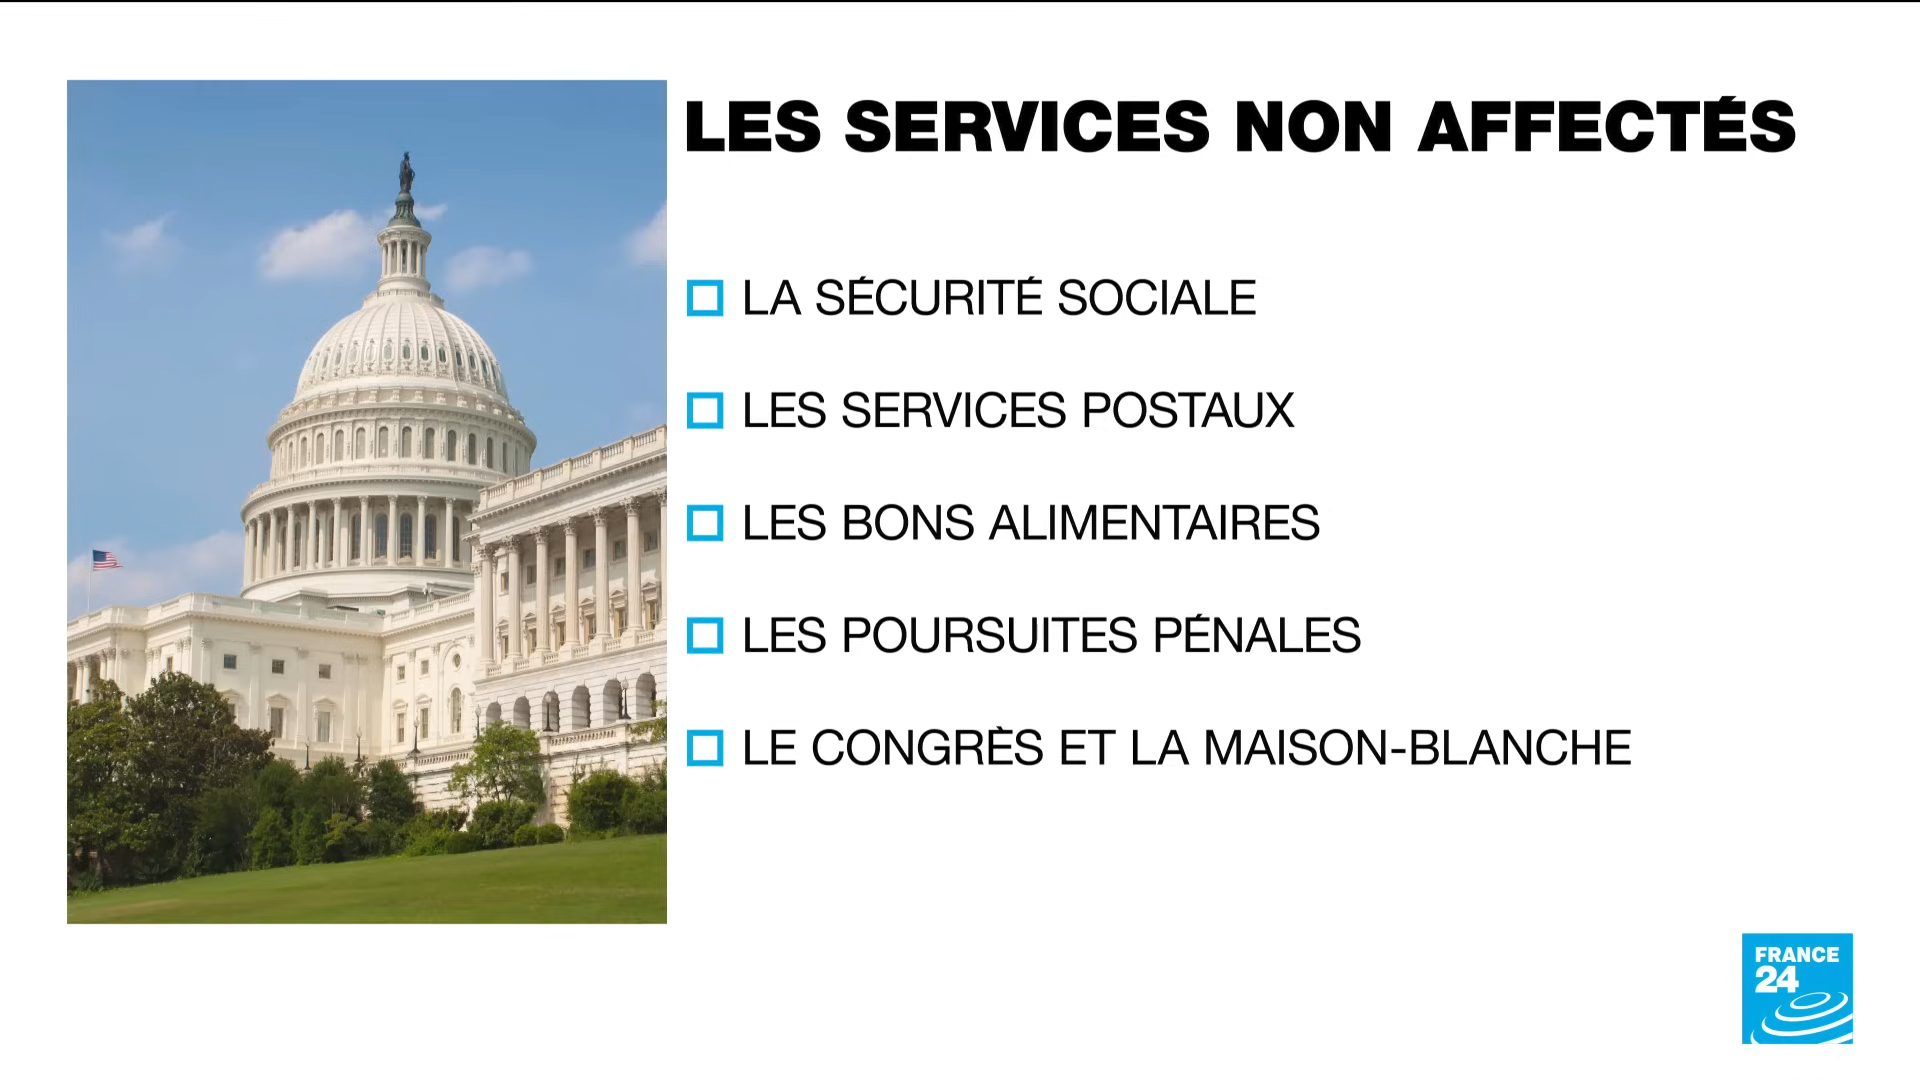 LES SERVICES NON AFFECTÉS
LA SÉCURITÉ SOCIALE
LES SERVICES POSTAUX
LES BONS ALIMENTAIRES
LES POURSUITES PÉNALES
LE CONGRÈS ET LA MAISON-BLANCHE
FRANCE
24